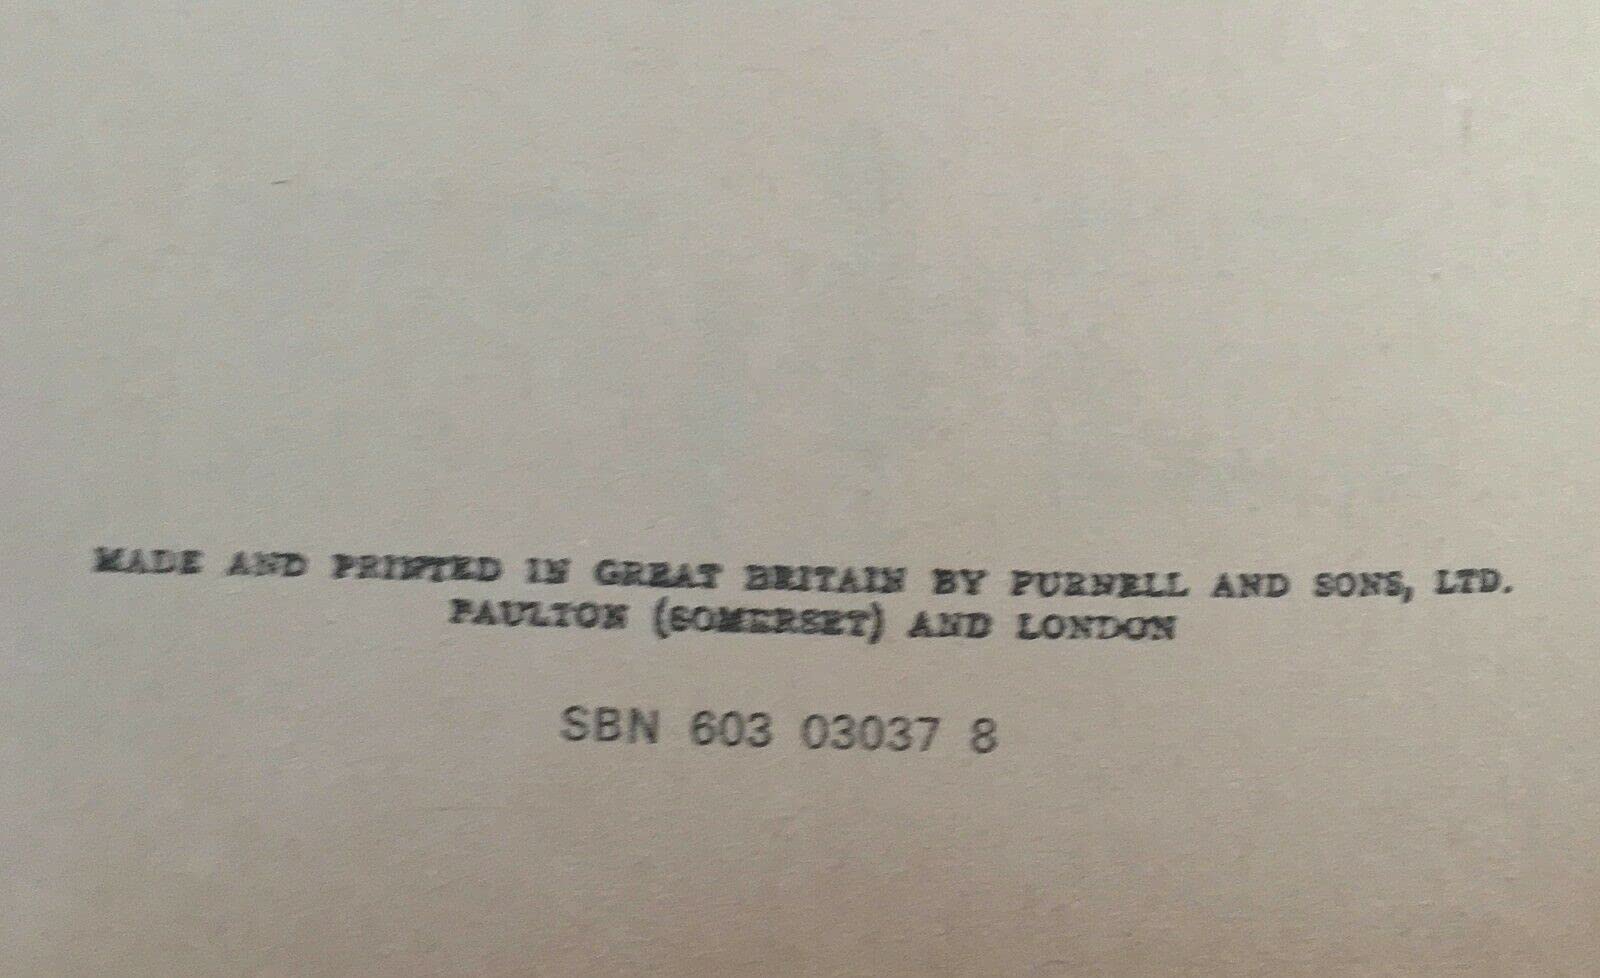 MADE AND PRINTED IN GREAT BRITAIN BY PURNELL AND SONS, LTD.
PAULTON (SOMERSET) AND LONDON
SBN 603 03037 8